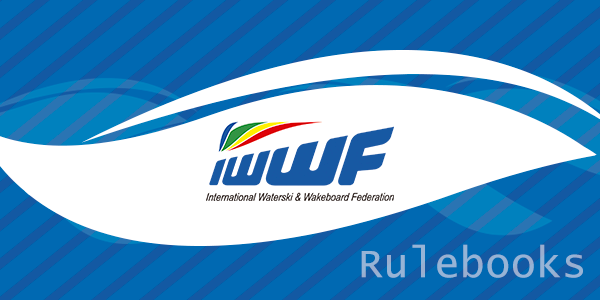 IWWF
International Waterski & Wakeboard Federation
Rulebooks